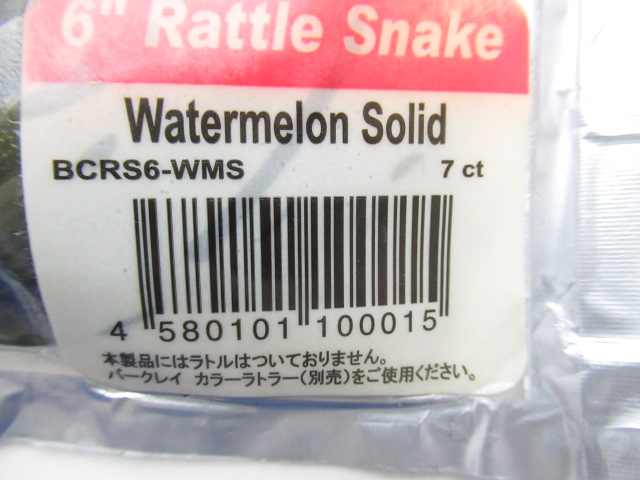 6" Rattle Snake
Watermelon Solid
BCRS6-WMS 7 ct
4 580101 100015
本製品にはラトルはついておりません。
バークレイ カラーラトラー(別売)をご使用ください。